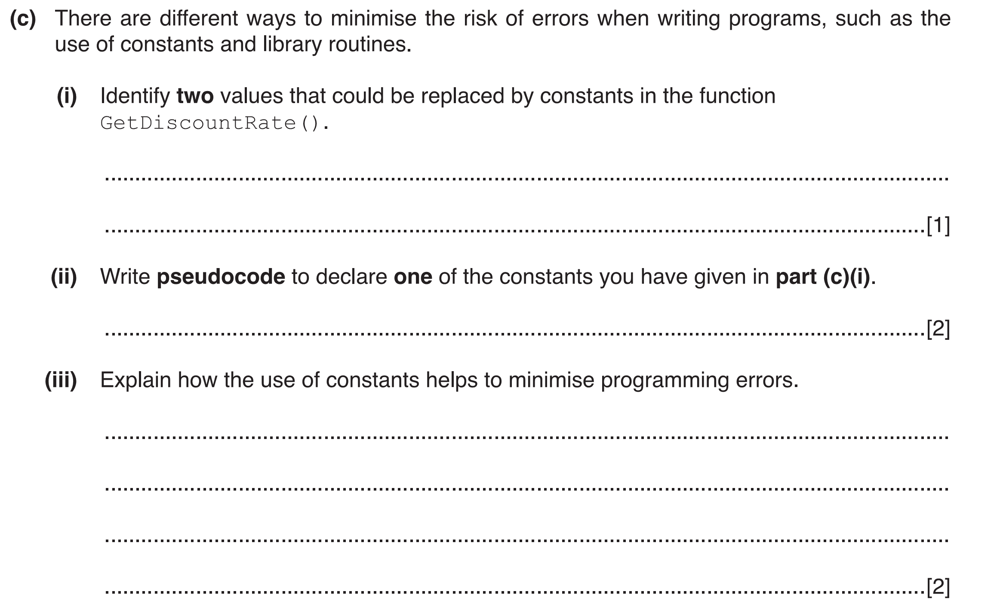 (c) There are different ways to minimise the risk of errors when writing programs, such as the
use of constants and library routines.
(i) Identify two values that could be replaced by constants in the function
GetDiscountRate().
[1]
(ii) Write pseudocode to declare one of the constants you have given in part (c)(i).
[2]
(iii) Explain how the use of constants helps to minimise programming errors.
[2]